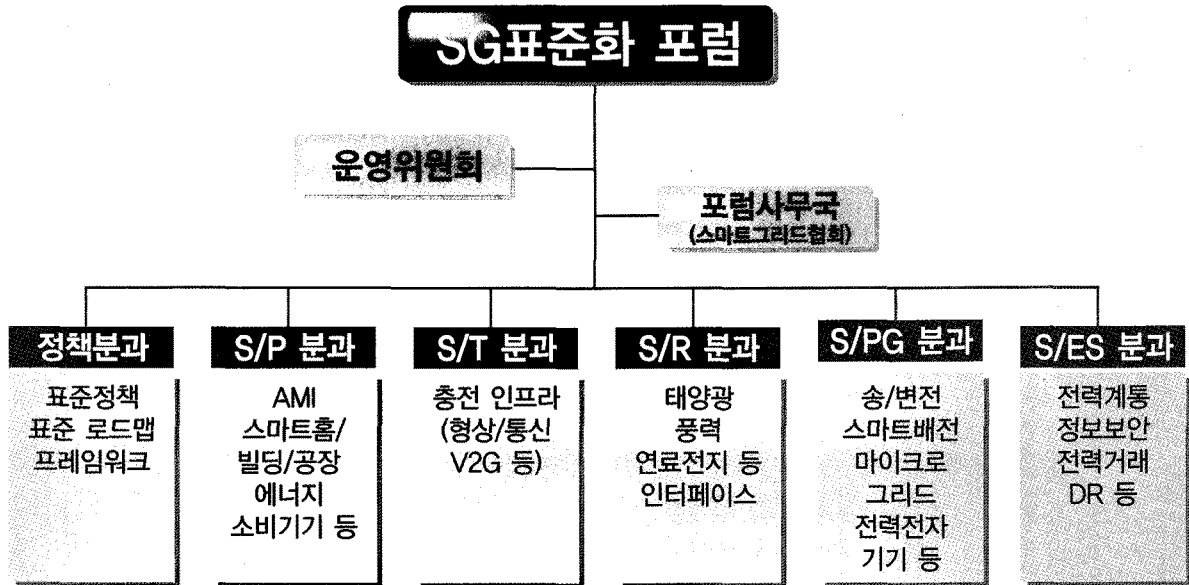 SG표준화 포럼
운영위원회
포럼사무국
(스마트그리드협회)
정책분과
표준정책
표준 로드맵
프레임워크
S/P 분과
AMI
스마트홈/
빌딩/공장
에너지
소비기기 등
S/T 분과
충전 인프라
(형상/통신
V2G 등)
S/R 분과
태양광
풍력
연료전지 등
인터페이스
S/PG 분과
송/변전
스마트배전
마이크로
그리드
전력전자
기기 등
S/ES 분과
전력계통
정보보안
전력거래
DR 등